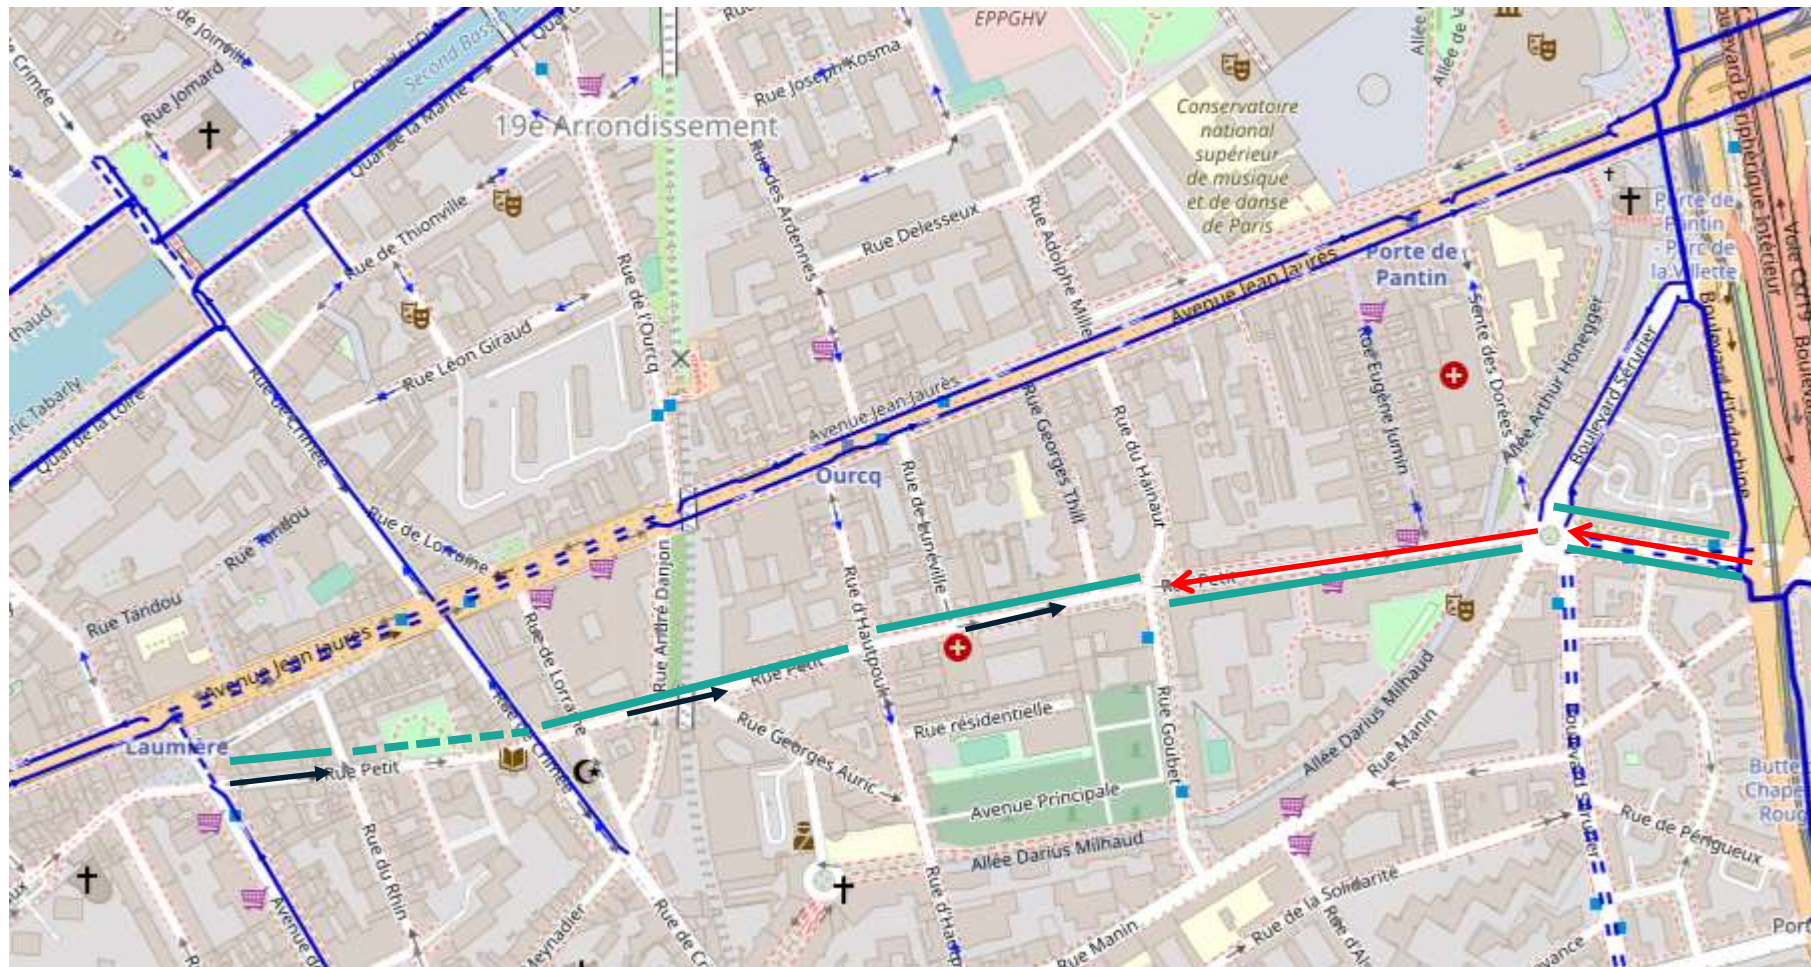 EPPGHV
Rue Jomard
Second Bassin
Quai de la Marne
Rue Joseph Kosma
19e Arrondissement
Conservatoire
national
supérieur
de musique
et de danse
de Paris
Rue des Ardennes
Rue de Thionville
Rue Delesseux
Rue Adolphe Mille
Rue de l'Ourcq
Porte de
Pantin
Porte de
Pantin
- Parc de
la Villette
Boulevard Périphérique Intérieur
Rue Léon Giraud
Avenue Jean Jaurès
Sente des Dorées
Allée Arthur Honegger
Boulevard Sérurier
Boulevard d'Indochine
Rue Eugène Jumin
Quai de la Loire
Rue de Crimée
Avenue Jean Jaurès
Ourcq
Rue Georges Thill
Rue du Hainaut
Rue de Lunéville
Rue Tandou
Rue de Lorraine
Rue André Danjon
Rue d'Hautpoul
Rue Tandou
Avenue Jean Jaurès
Rue de Lorraine
Rue Petit
Rue Petit
Laumière
Rue Petit
Rue de Crimée
Rue Georges Auric
Rue résidentielle
Rue Goubet
Allée Darius Milhaud
Rue Manin
Boulevard Sérurier
Avenue Principale
Allée Darius Milhaud
Rue du Rhin
Rue de Périgueux
Rue de la Solidarité
Rue Manin
Meynadier